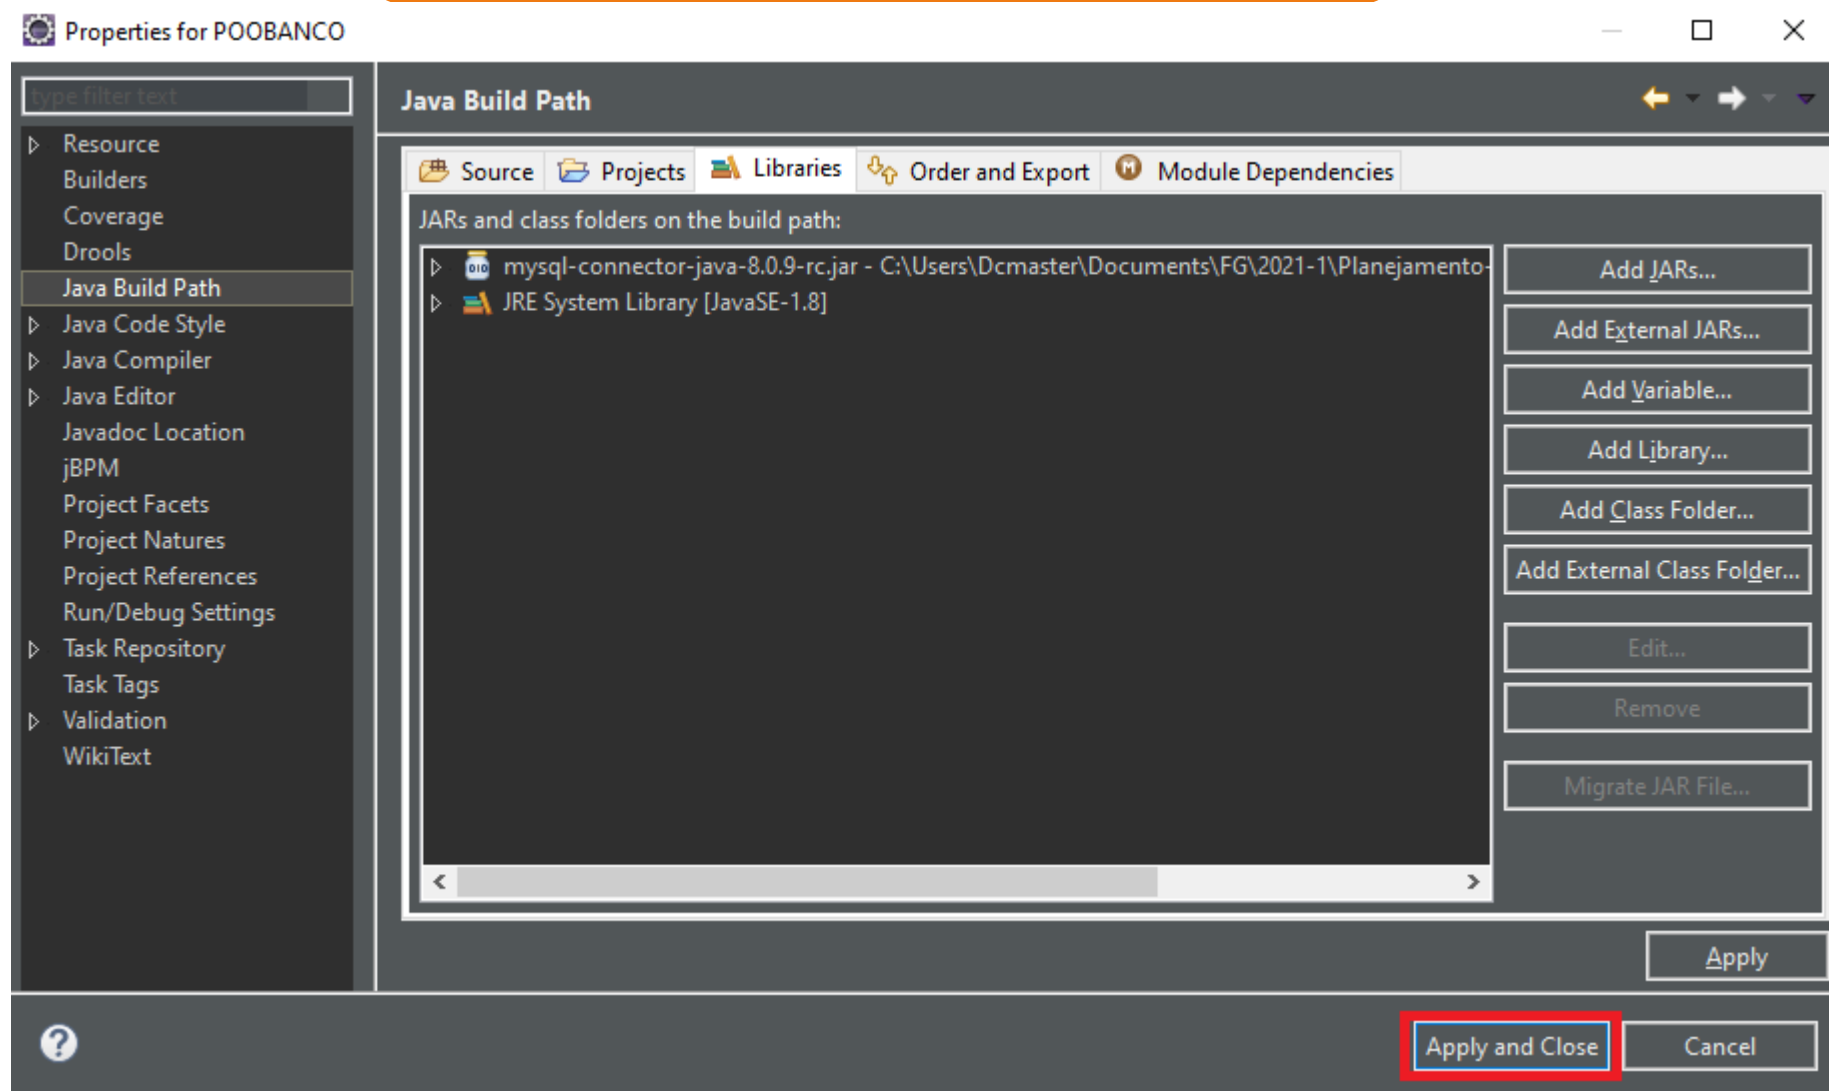 Properties for POOBANCO
type filter text
Resource
Builders
Coverage
Drools
Java Build Path
Java Code Style
Java Compiler
Java Editor
Javadoc Location
jBPM
Project Facets
Project Natures
Project References
Run/Debug Settings
Task Repository
Task Tags
Validation
WikiText
Java Build Path
Source Projects Libraries Order and Export Module Dependencies
JARs and class folders on the build path:
mysql-connector-java-8.0.9-rc.jar - C:\Users\Dcmaster\Documents\FG\2021-1\Planejamento-
JRE System Library [JavaSE-1.8]
Add JARs...
Add External JARs...
Add Variable...
Add Library...
Add Class Folder...
Add External Class Folder...
Edit...
Remove
Migrate JAR File...
Apply
Apply and Close Cancel